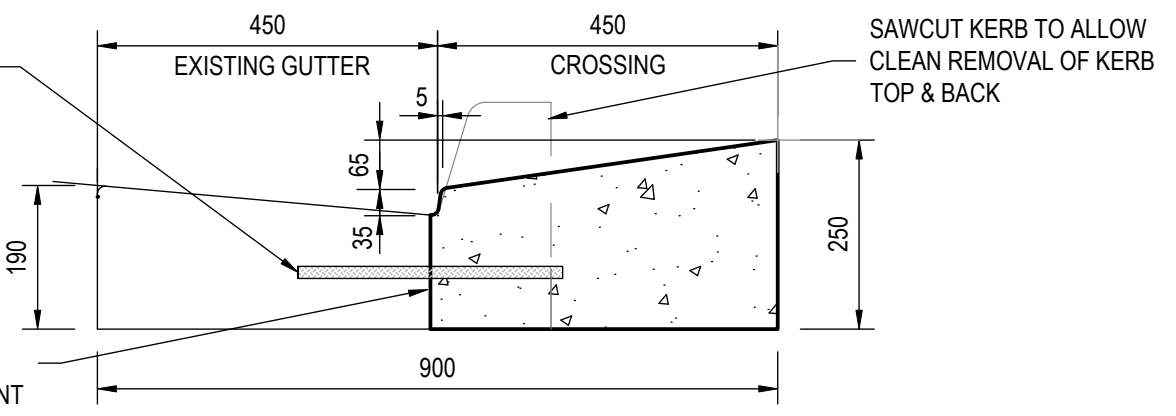 450
450
EXISTING GUTTER
CROSSING
SAWCUT KERB TO ALLOW
CLEAN REMOVAL OF KERB
TOP & BACK
5
65
35
190
250
900
NT